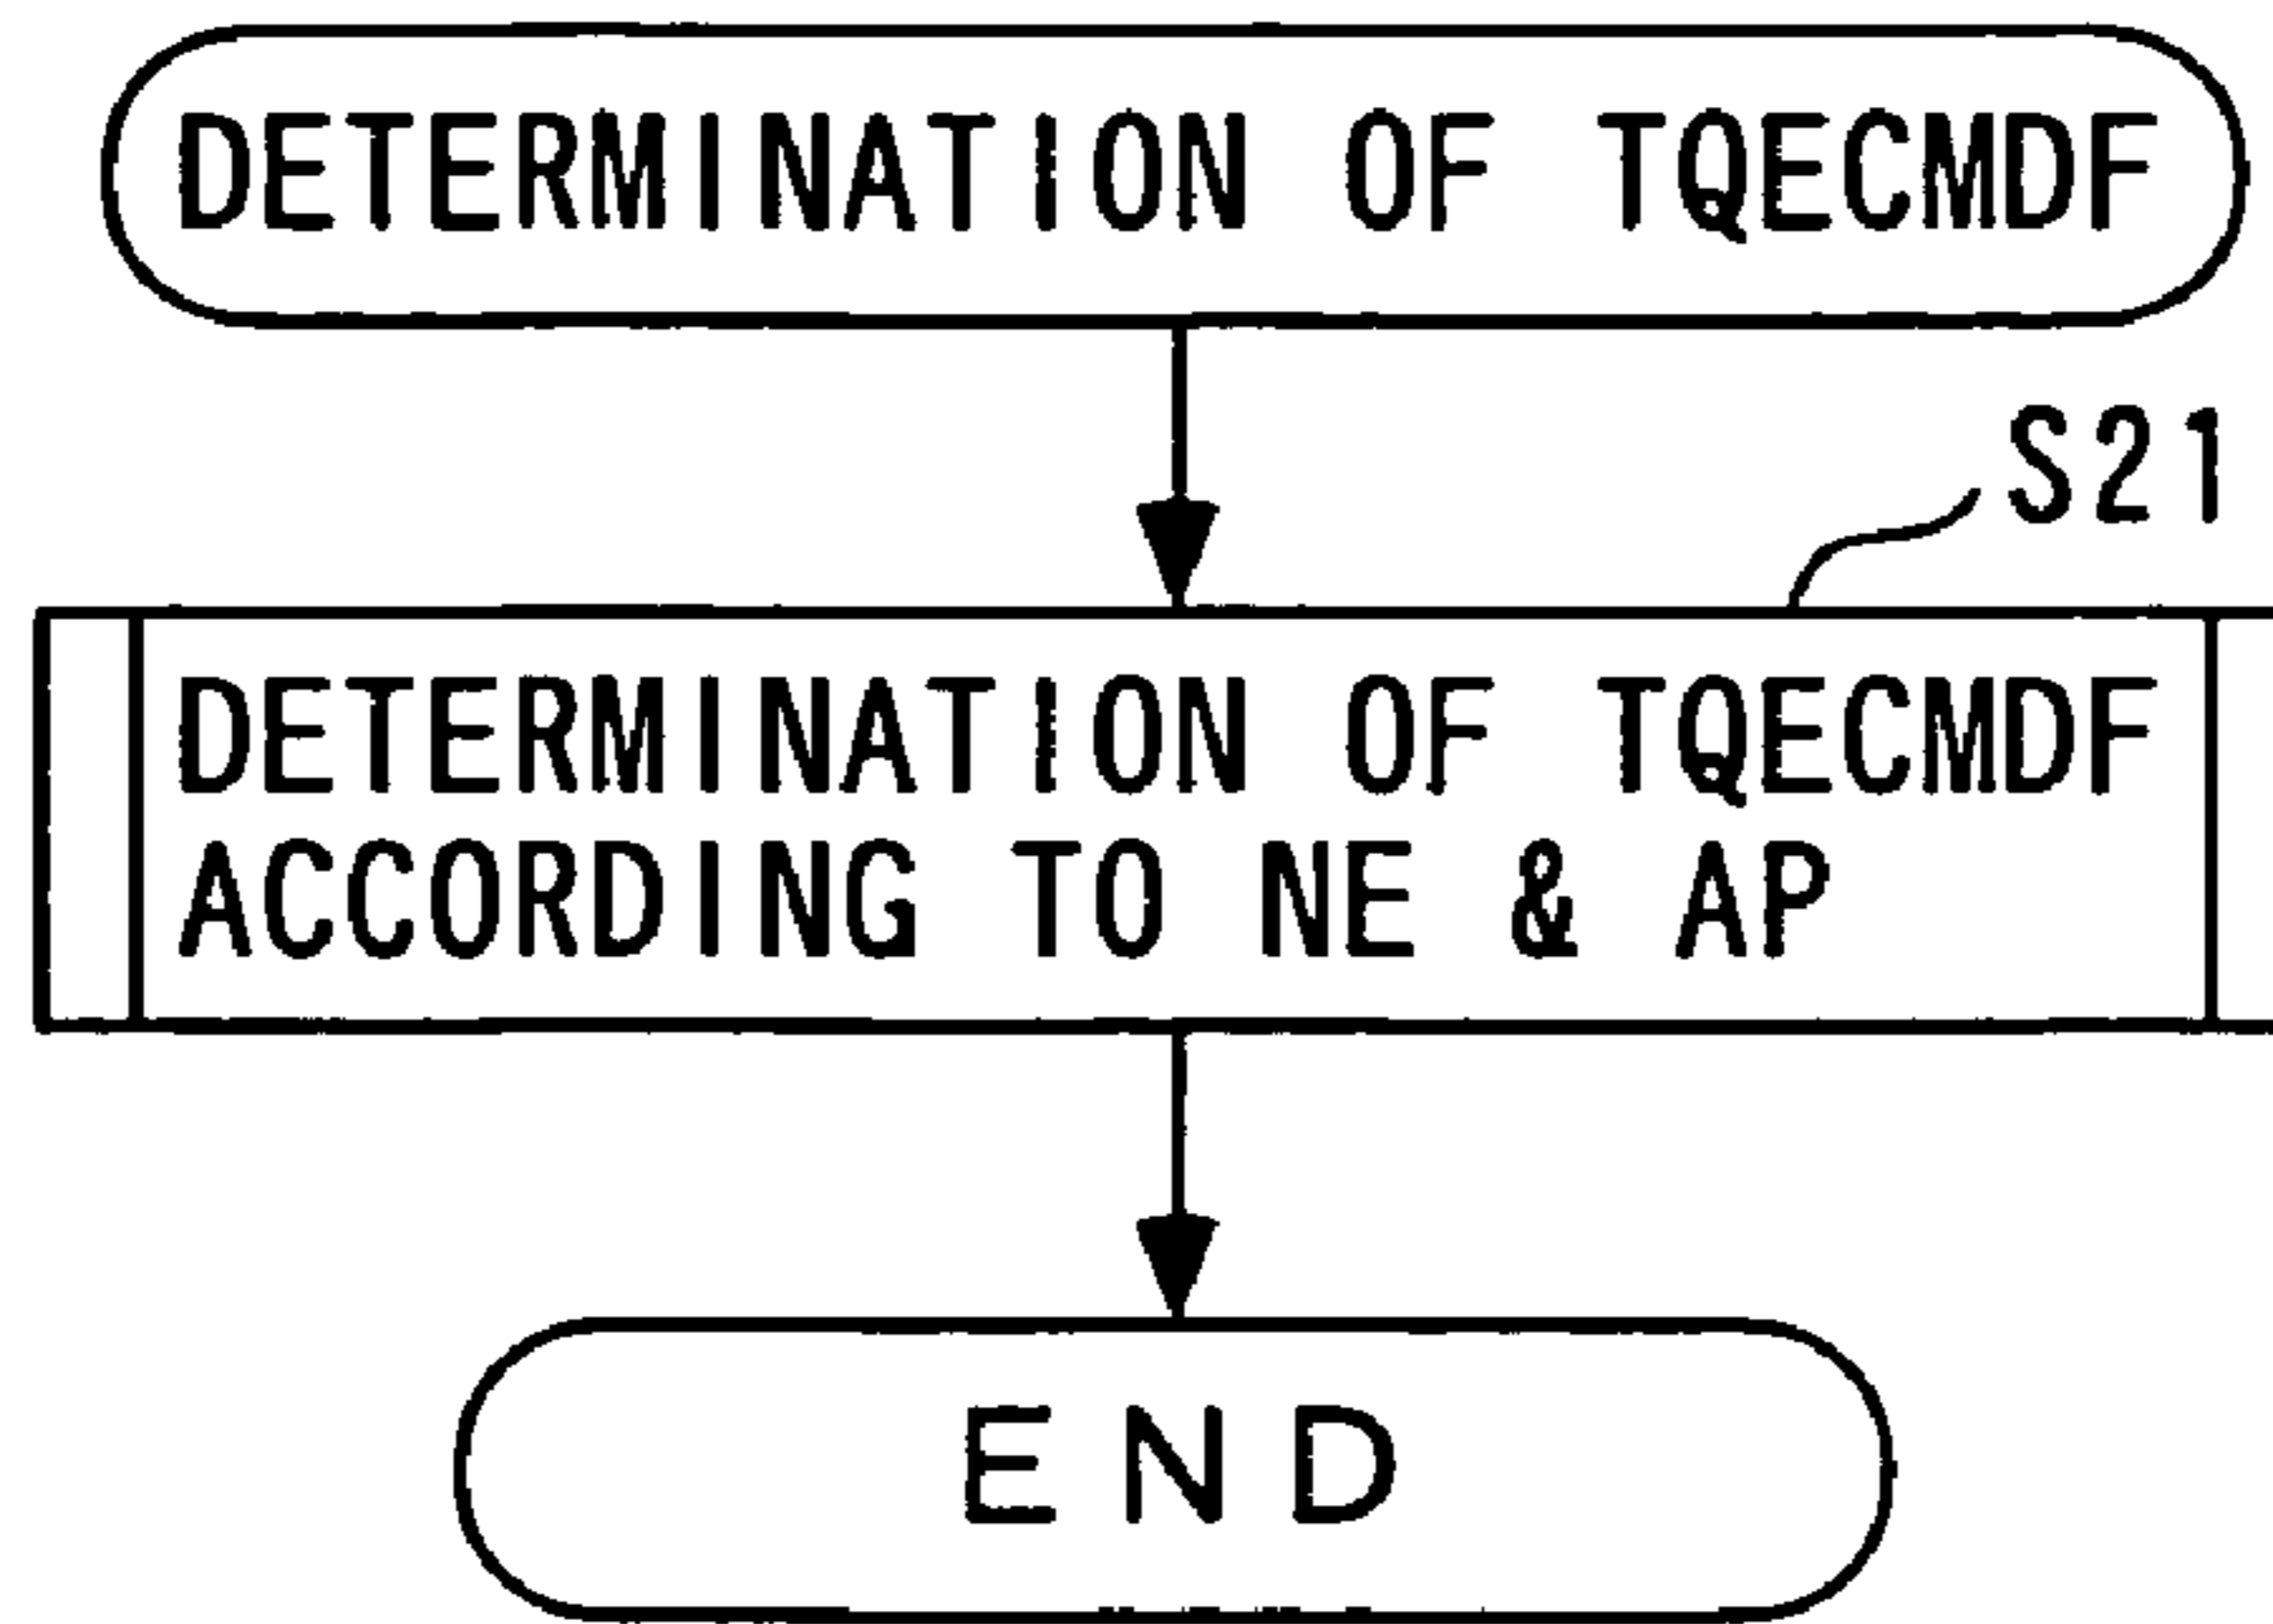 DETERMINATION OF TQECMDF
S21
DETERMINATION OF TQECMDF
ACCORDING TO NE & AP
END